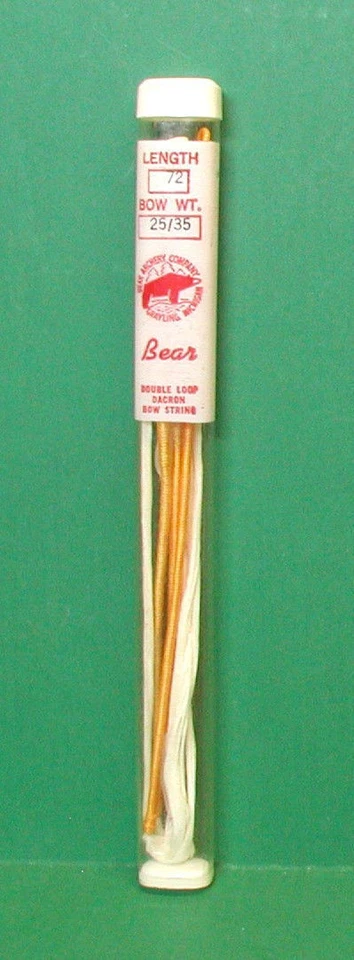 LENGTH
72
BOW WT.
25/35
BEAR ARCHERY COMPANY
GRAYLING MICHIGAN
Bear
DOUBLE LOOP
DACRON
BOW STRING